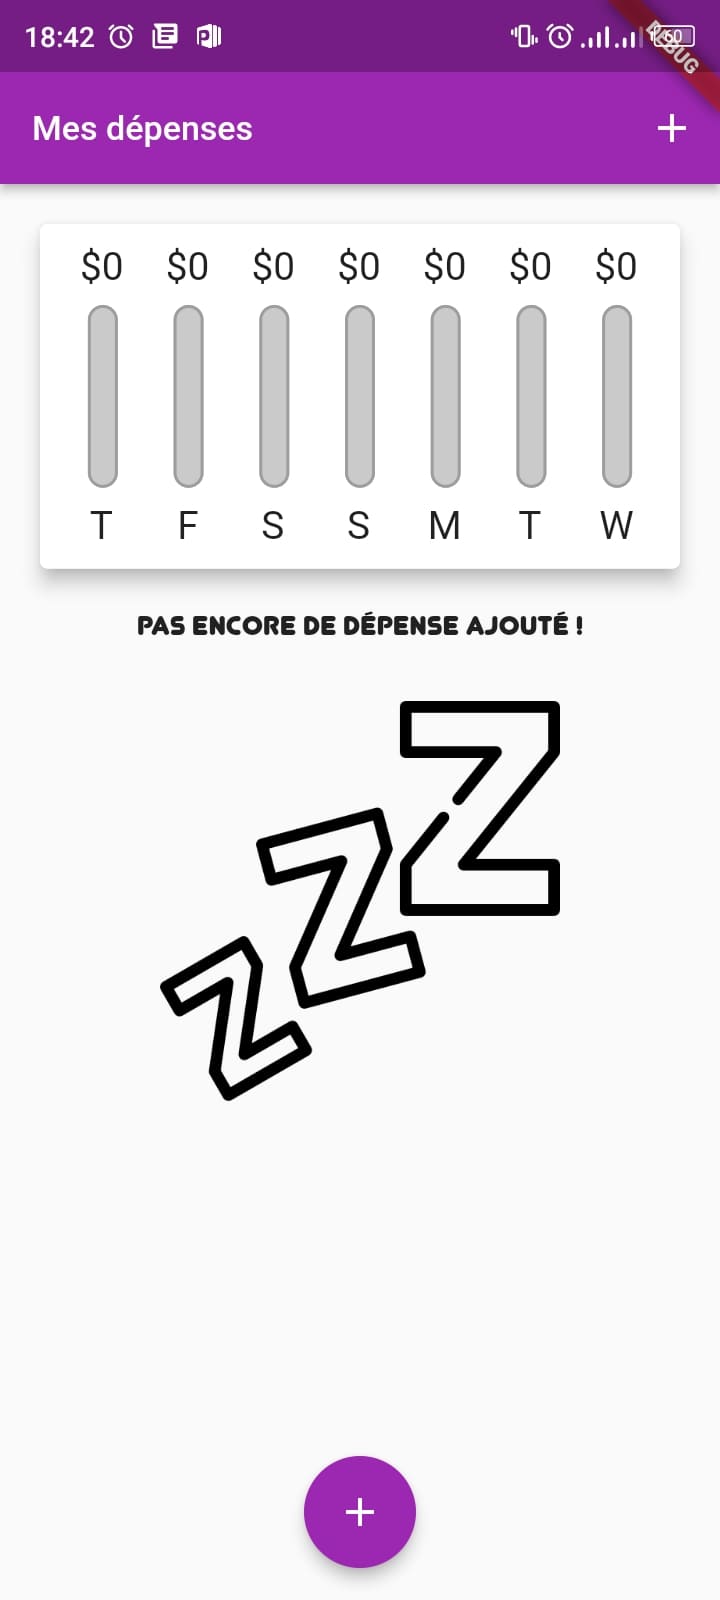 18:42
60
DEBUG
Mes dépenses
$0 $0 $0 $0 $0 $0 $0
T F S S M T W
PAS ENCORE DE DÉPENSE AJOUTÉ !
Z
Z
Z